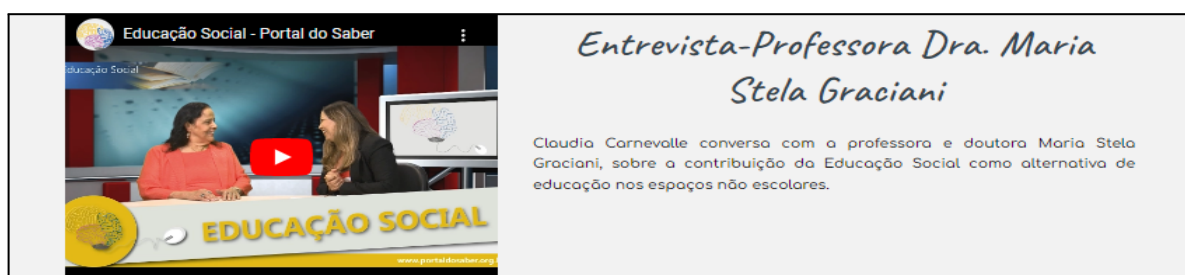 Educação Social - Portal do Saber
Educação Social
EDUCAÇÃO SOCIAL
www.portaldosaber.org
Entrevista-Professora Dra. Maria
Stela Graciani
Claudia Carnevalle conversa com a professora e doutora Maria Stela
Graciani, sobre a contribuição da Educação Social como alternativa de
educação nos espaços não escolares.